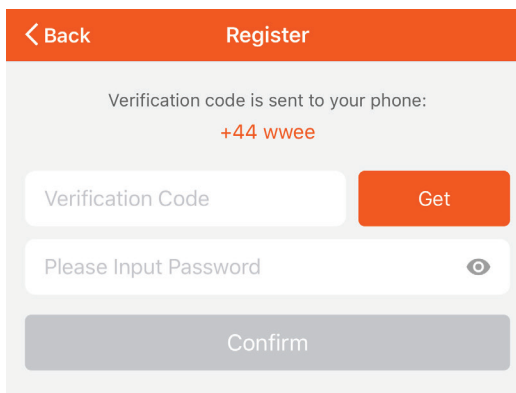 Back
Register
Verification code is sent to your phone:
+44 wwee
Verification Code
Get
Please Input Password
Confirm